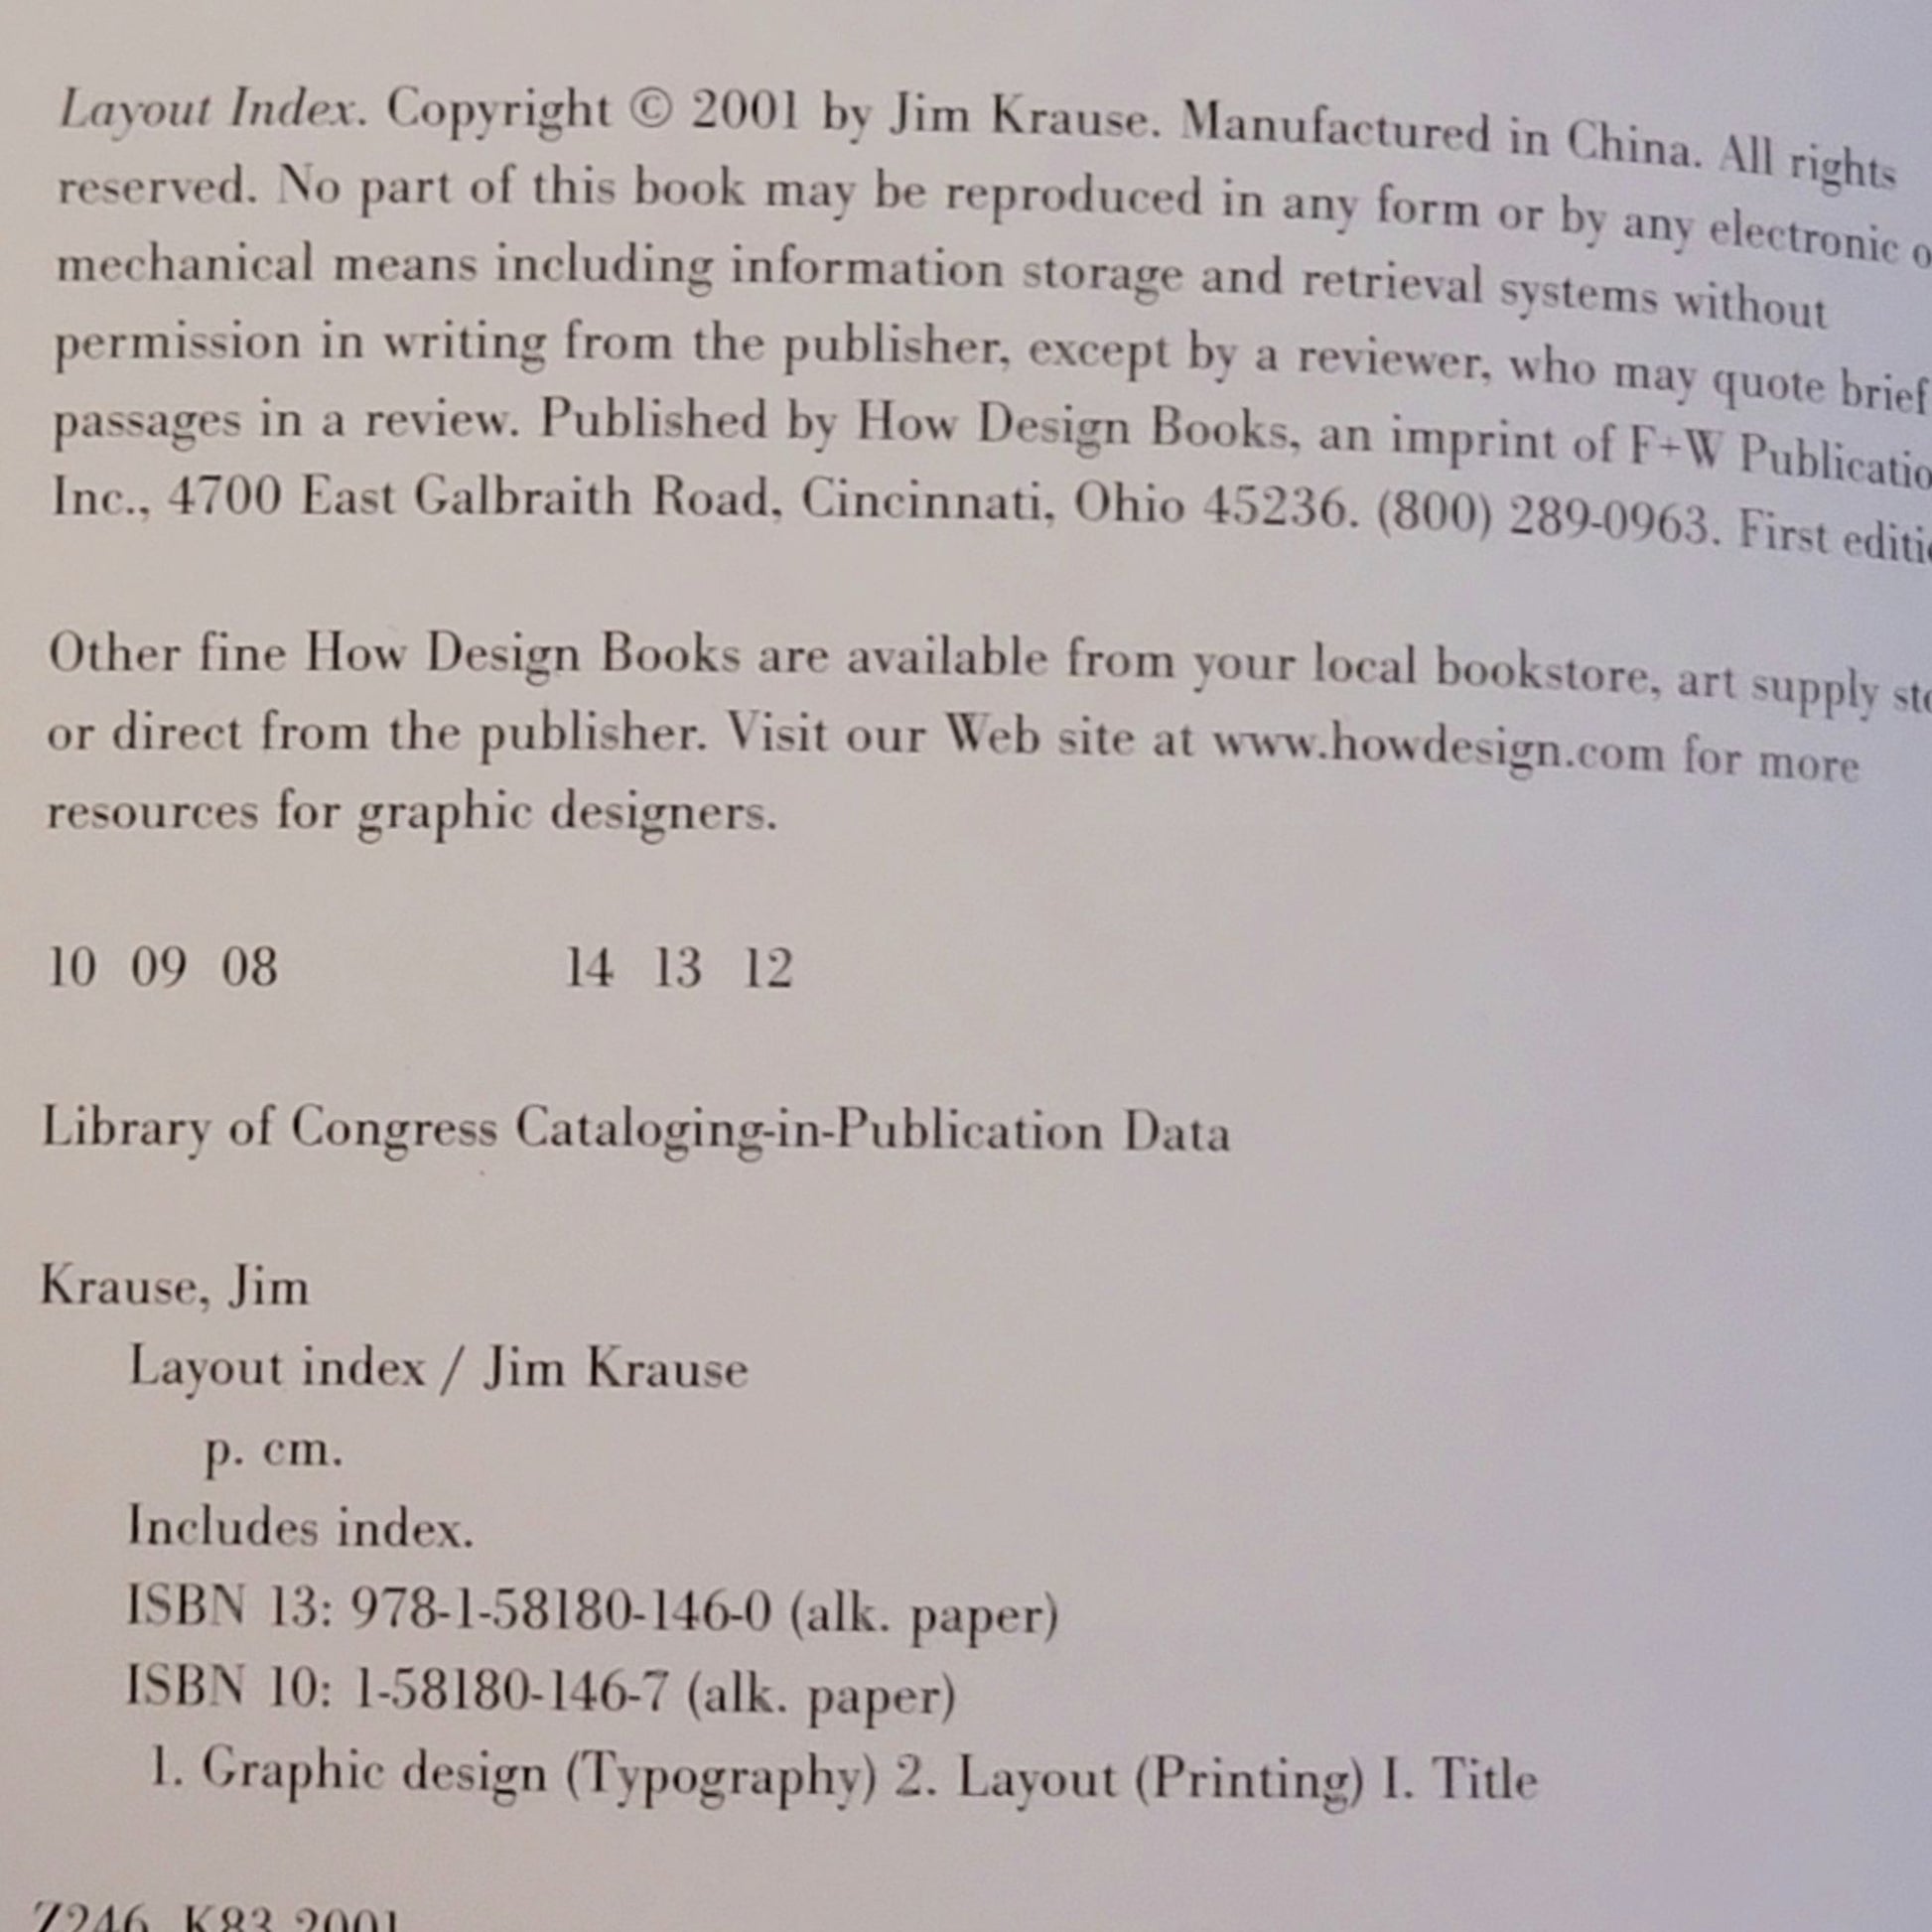 Layout Index. Copyright © 2001 by Jim Krause. Manufactured in China. All rights
reserved. No part of this book may be reproduced in any form or by any electronic o
mechanical means including information storage and retrieval systems without
permission in writing from the publisher, except by a reviewer, who may quote brief
passages in a review. Published by How Design Books, an imprint of F+W Publicatio
Inc., 4700 East Galbraith Road, Cincinnati, Ohio 45236. (800) 289-0963. First editi
Other fine How Design Books are available from your local bookstore, art supply sto
or direct from the publisher. Visit our Web site at www.howdesign.com for more
resources for graphic designers.
10 09 08 14 13 12
Library of Congress Cataloging-in-Publication Data
Krause, Jim
Layout index / Jim Krause
p. cm.
Includes index.
ISBN 13: 978-1-58180-146-0 (alk. paper)
ISBN 10: 1-58180-146-7 (alk. paper)
1. Graphic design (Typography) 2. Layout (Printing) I. Title
Z246 .K83 2001